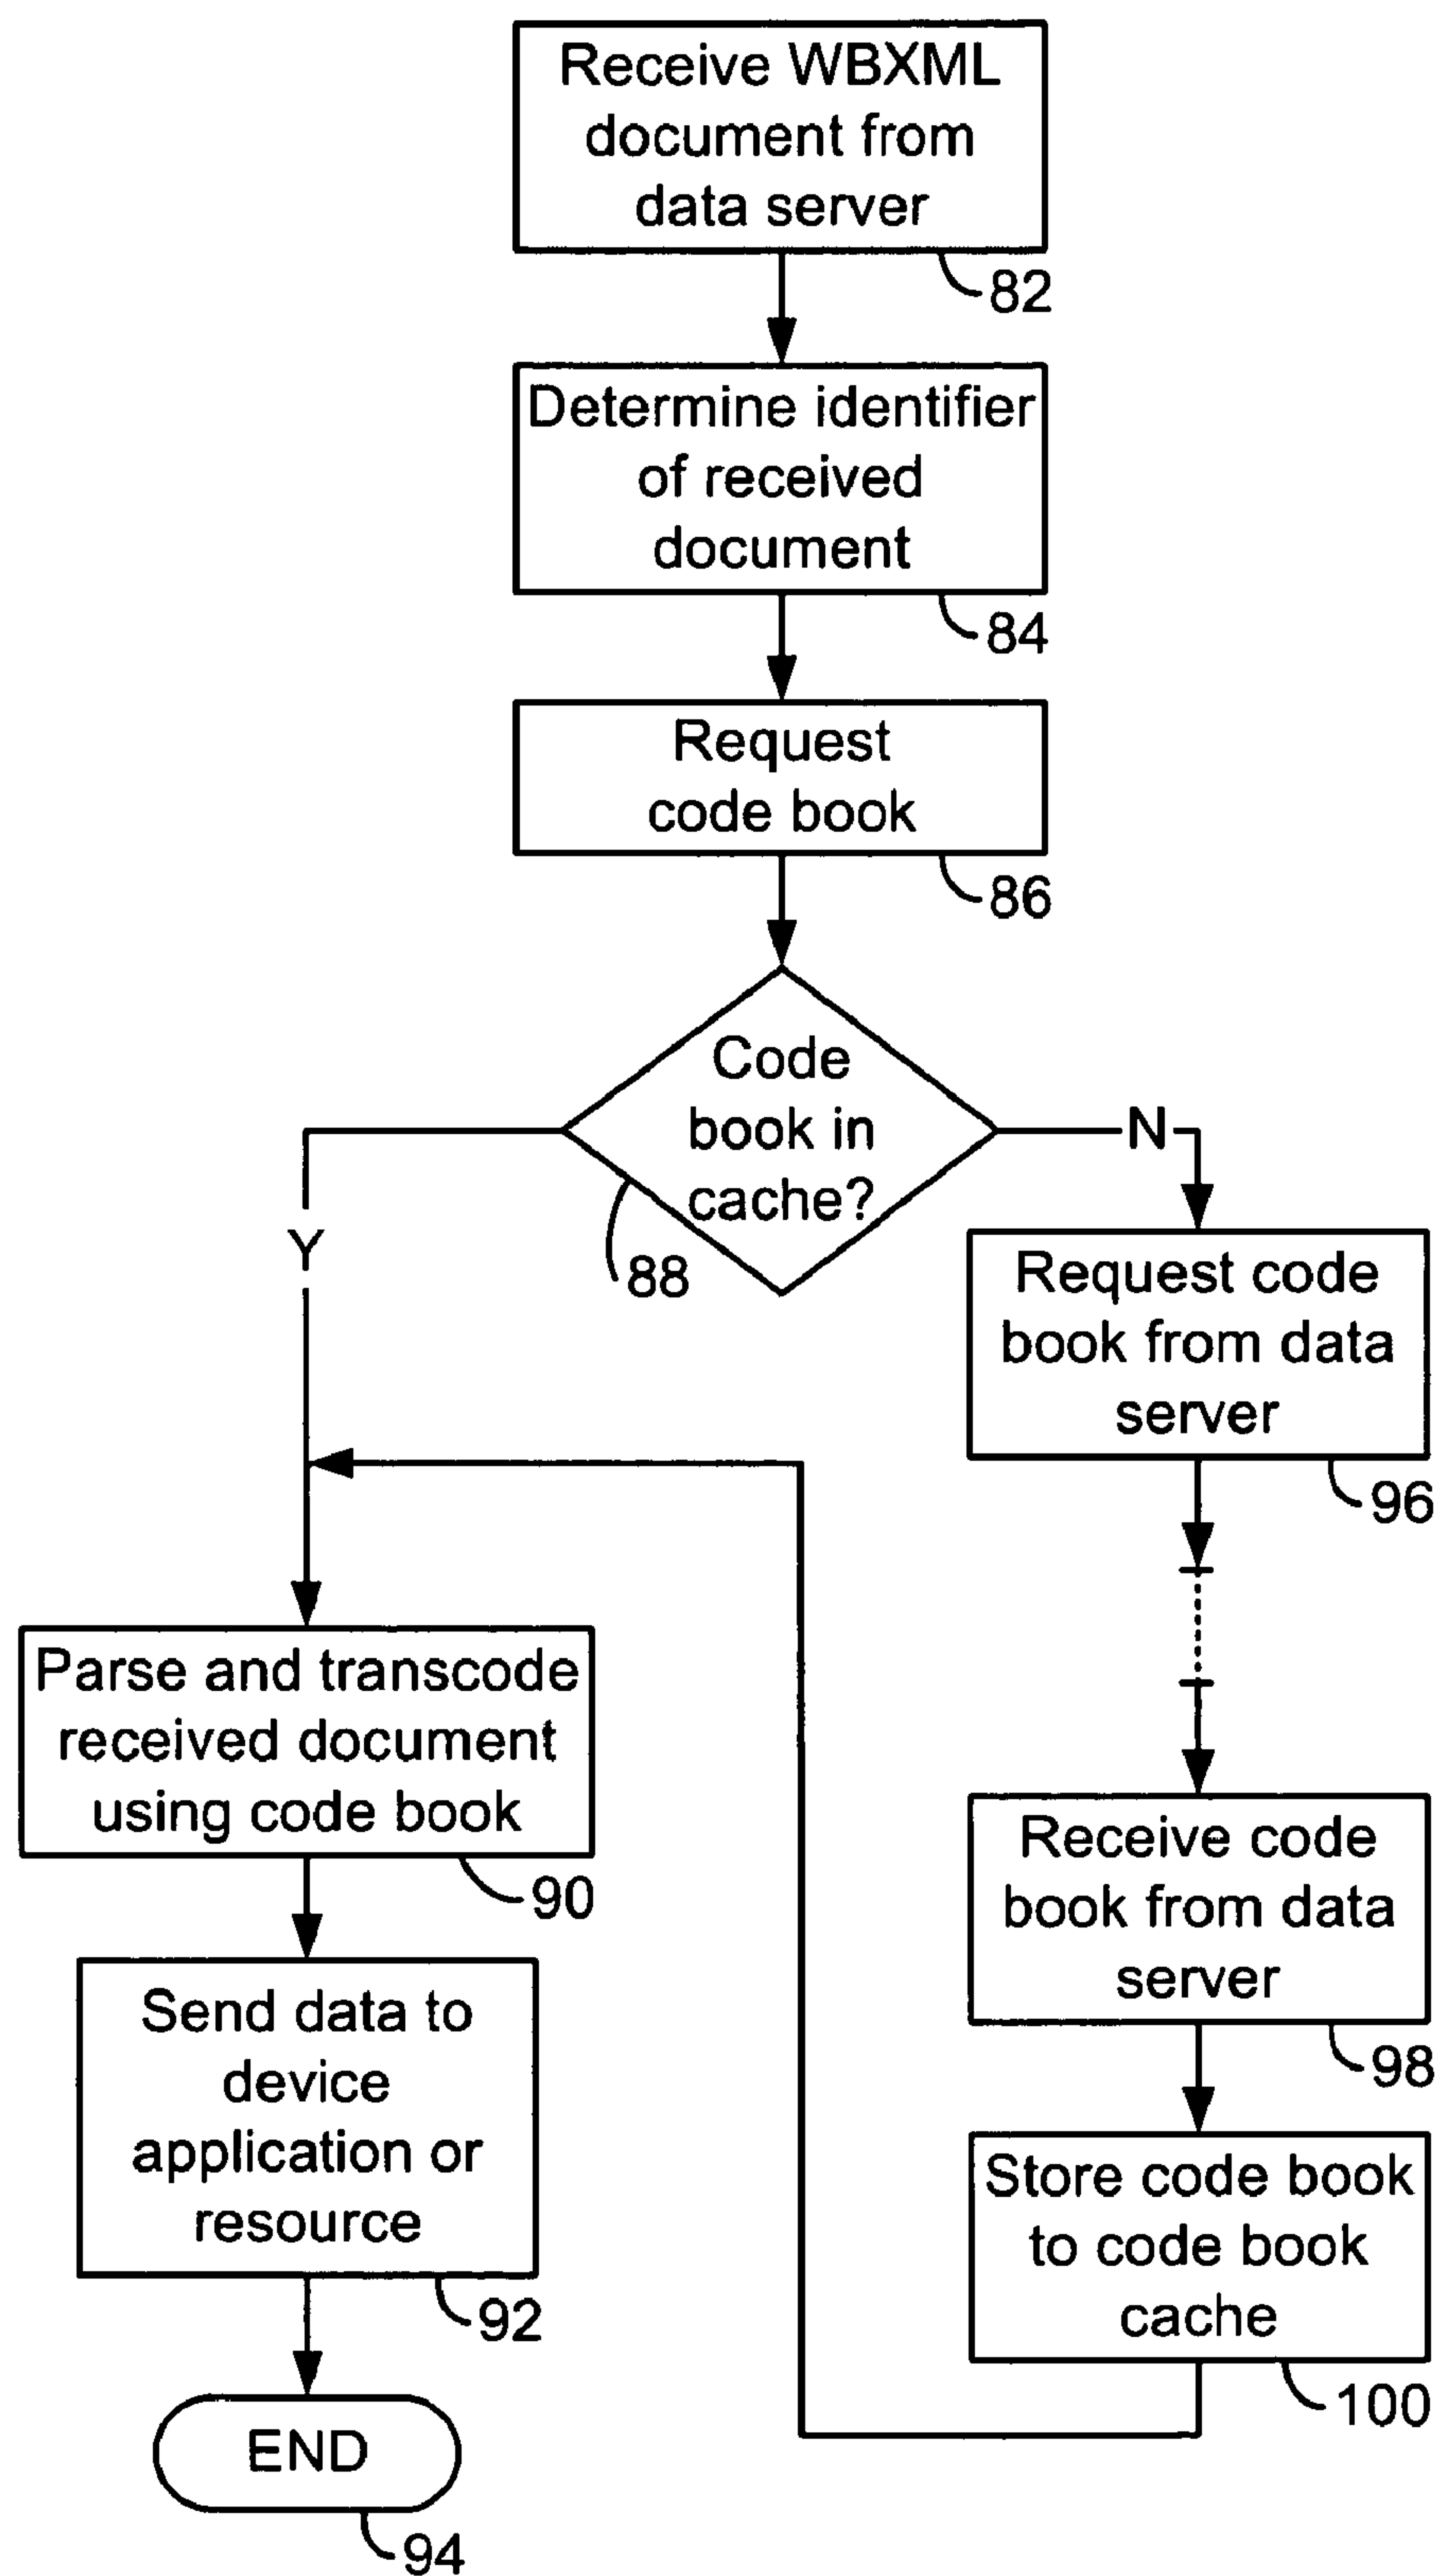 Receive WBXML
document from
data server
82
Determine identifier
of received
document
84
Request
code book
86
Code
book in
cache?
88
Y
N
Request code
book from data
server
96
Receive code
book from data
server
98
Store code book
to code book
cache
100
Parse and transcode
received document
using code book
90
Send data to
device
application or
resource
92
END
94